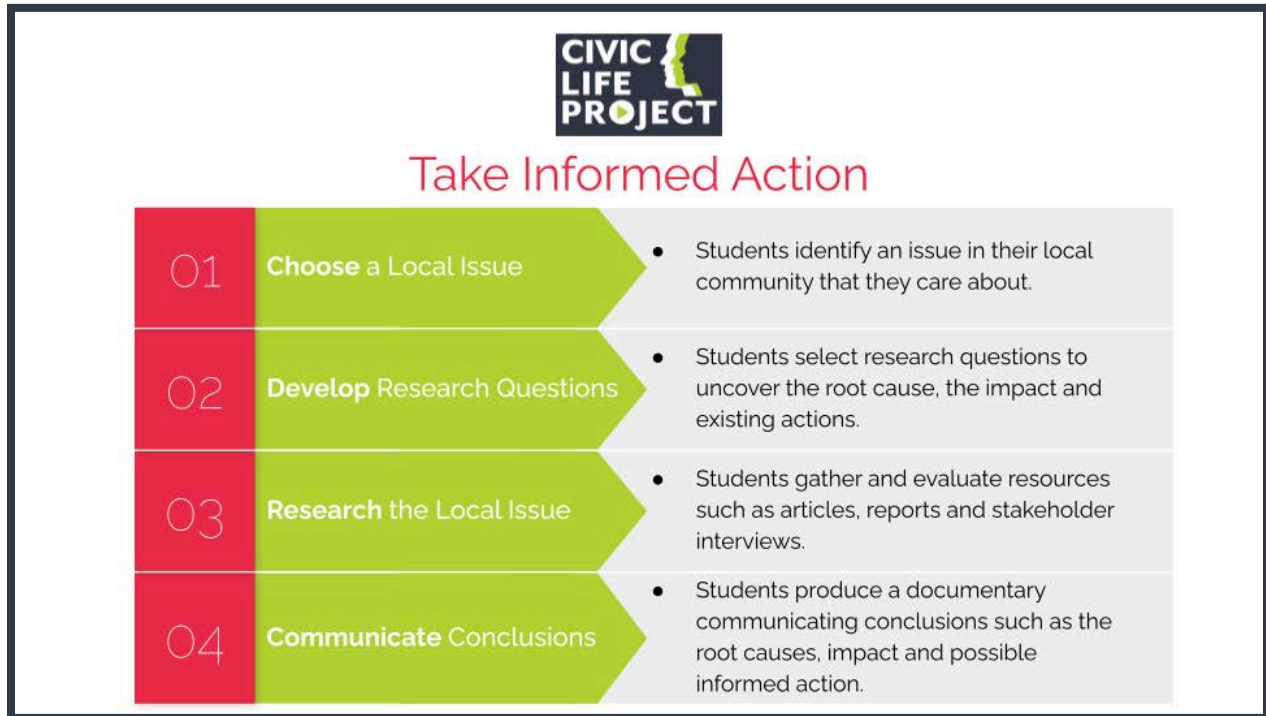 CIVIC
LIFE
PROJECT
Take Informed Action
01
Choose a Local Issue
● Students identify an issue in their local
community that they care about.
02
Develop Research Questions
● Students select research questions to
uncover the root cause, the impact and
existing actions.
03
Research the Local Issue
● Students gather and evaluate resources
such as articles, reports and stakeholder
interviews.
04
Communicate Conclusions
● Students produce a documentary
communicating conclusions such as the
root causes, impact and possible
informed action.